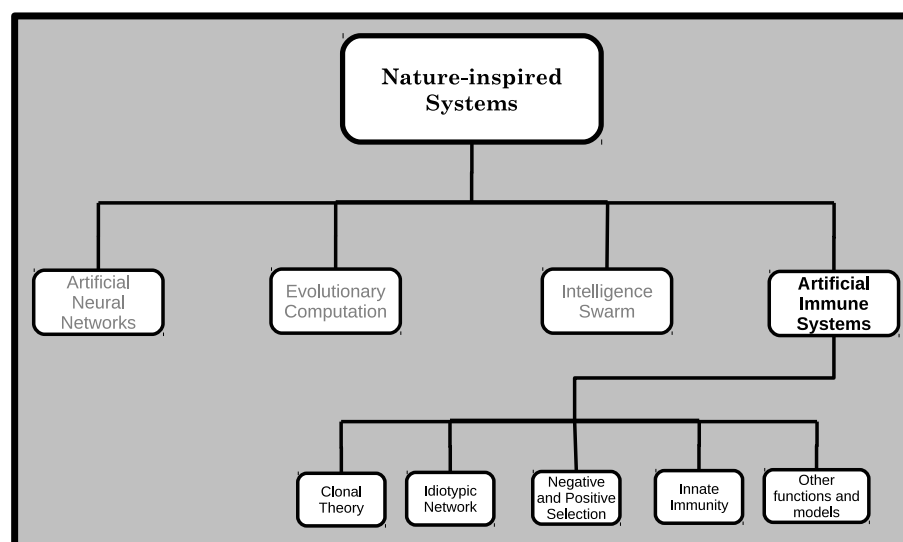 Nature-inspired
Systems
Artificial
Neural
Networks
Evolutionary
Computation
Intelligence
Swarm
Artificial
Immune
Systems
Clonal
Theory
Idiotypic
Network
Negative
and Positive
Selection
Innate
Immunity
Other
functions and
models